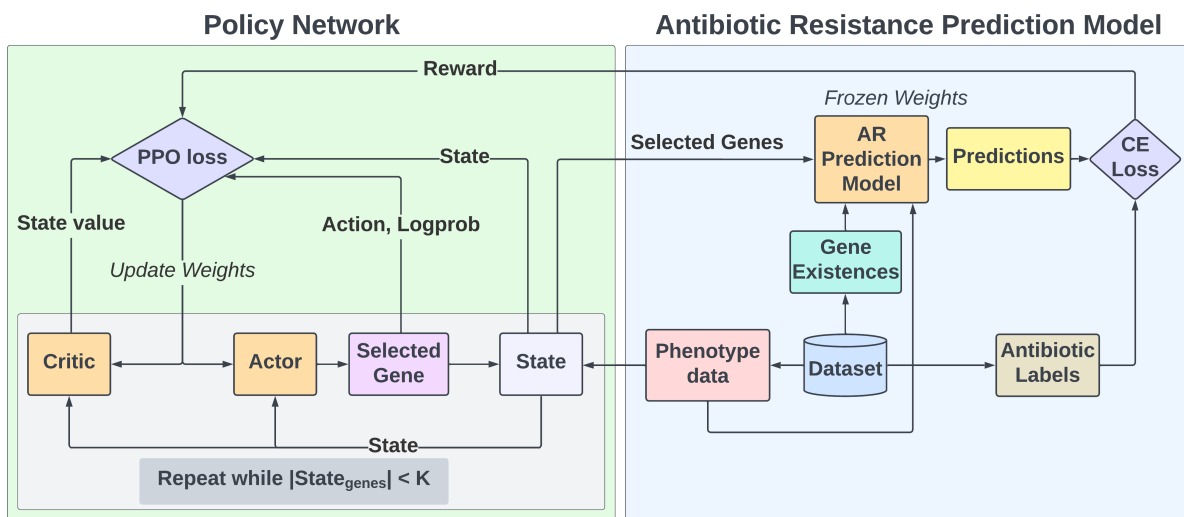 Policy Network
Antibiotic Resistance Prediction Model
Reward
Frozen Weights
PPO loss
State
Selected Genes
AR
Prediction
Model
Predictions
CE
Loss
State value
Action, Logprob
Update Weights
Gene
Existences
Critic
Actor
Selected
Gene
State
Phenotype
data
Dataset
Antibiotic
Labels
State
Repeat while |Stategenes| < K